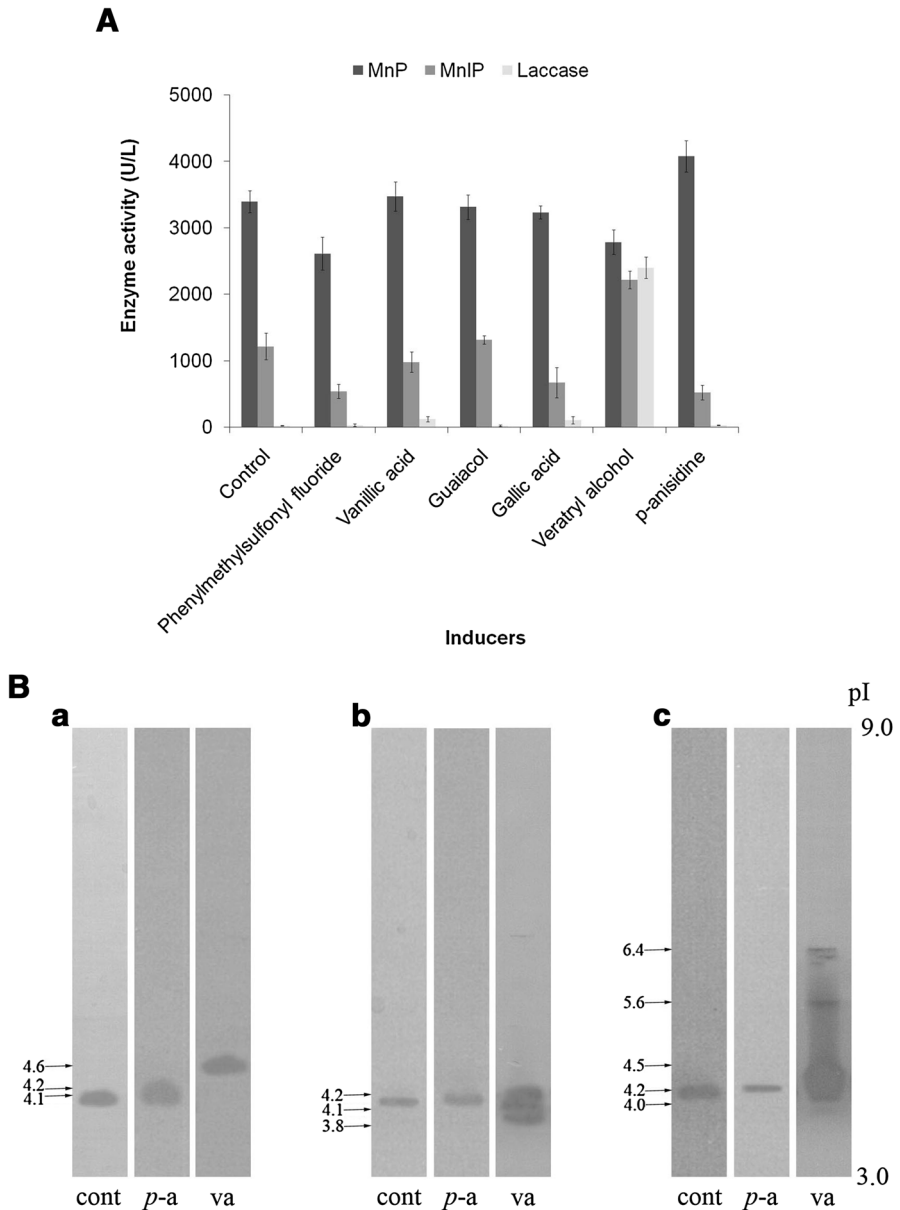 A
MnP MnIP Laccase
5000
4000
3000
2000
1000
0
Enzyme activity (U/L)
Control
Phenylmethylsulfonyl fluoride
Vanillic acid
Guaiacol
Gallic acid
Veratryl alcohol
p-anisidine
Inducers
B
a
b
c
pI
9.0
4.6
4.2
4.1
4.2
4.1
3.8
6.4
5.6
4.5
4.2
4.0
3.0
cont p-a va
cont p-a va
cont p-a va